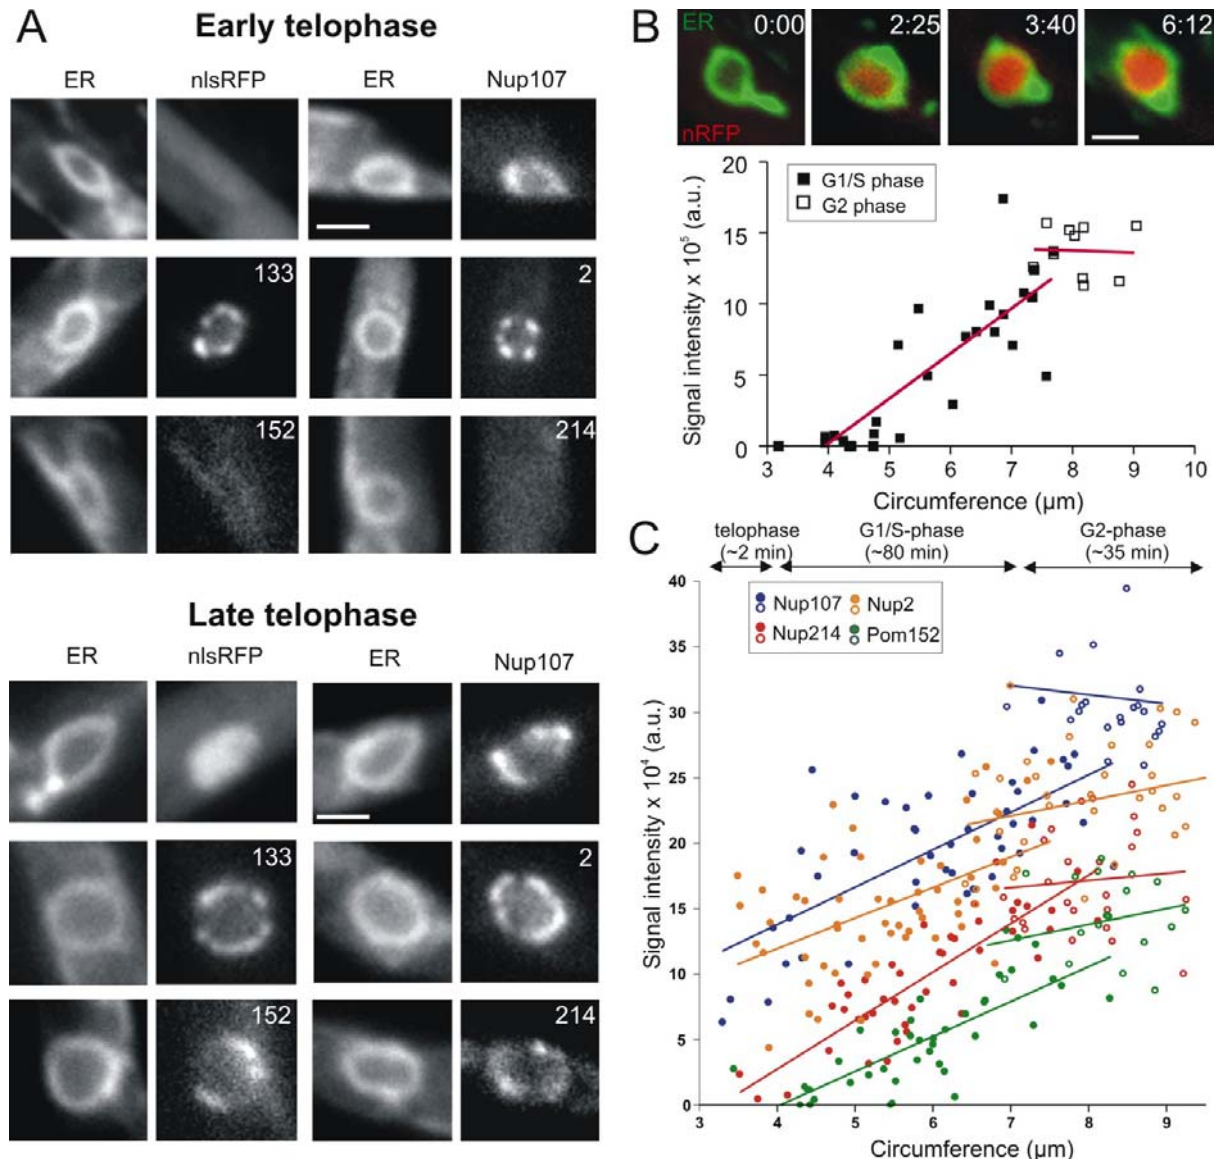 A
Early telophase
ER nlsRFP ER Nup107
133 2
152 214
Late telophase
ER nlsRFP ER Nup107
133 2
152 214
B
ER 0:00 2:25 3:40 6:12
nRFP
20
15
10
5
0
Signal intensity x 10⁵ (a.u.)
G1/S phase
G2 phase
3 4 5 6 7 8 9 10
Circumference (µm)
C
telophase (~2 min)
G1/S-phase (~80 min)
G2-phase (~35 min)
40
35
30
25
20
15
10
5
0
Signal intensity x 10⁴ (a.u.)
Nup107 Nup2
Nup214 Pom152
3 4 5 6 7 8 9
Circumference (µm)